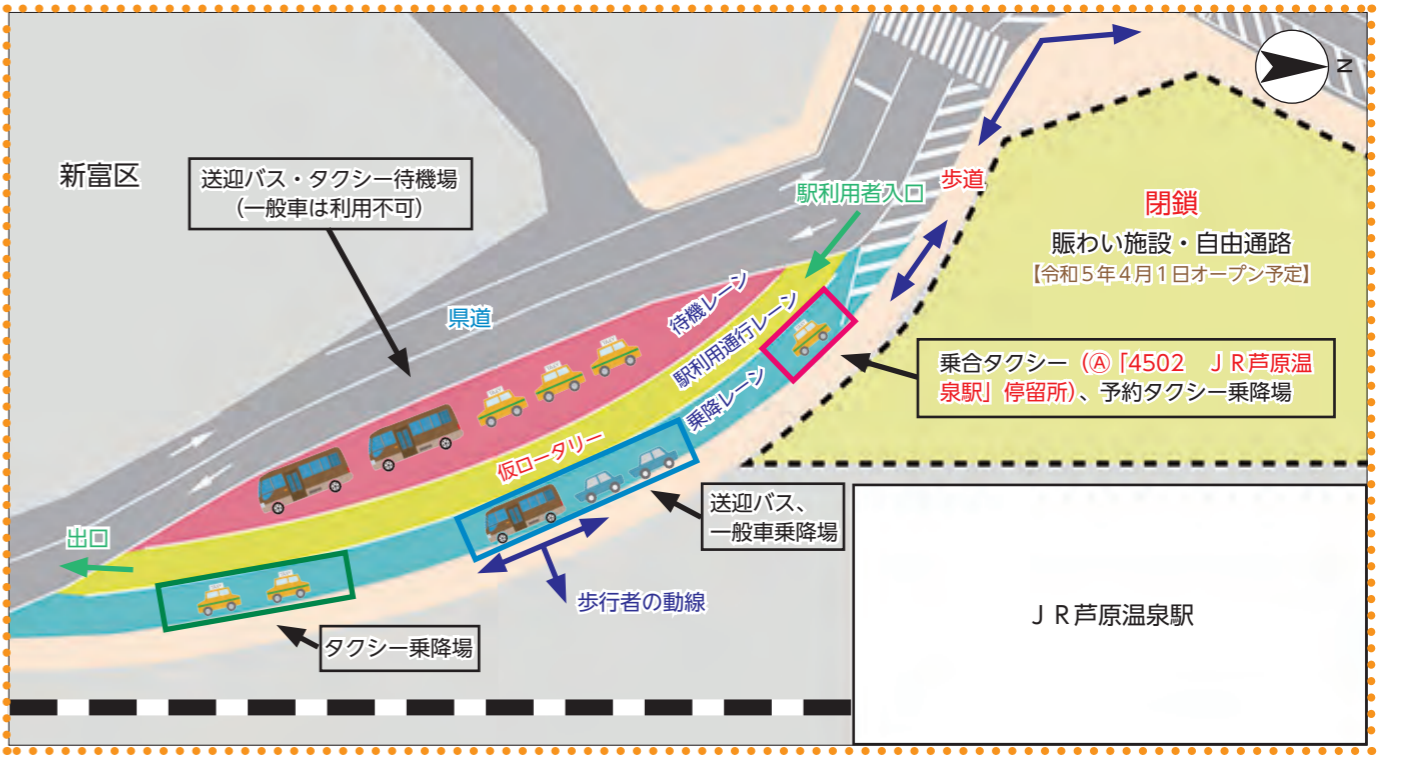 N
新富区
送迎バス・タクシー待機場
（一般車は利用不可）
駅利用者入口
歩道
閉鎖
賑わい施設・自由通路
【令和5年4月1日オープン予定】
県道
待機レーン
駅利用通行レーン
乗降レーン
仮ロータリー
乗合タクシー（Ⓐ「4502　ＪＲ芦原温
泉駅」停留所）、予約タクシー乗降場
送迎バス、
一般車乗降場
出口
歩行者の動線
タクシー乗降場
ＪＲ芦原温泉駅